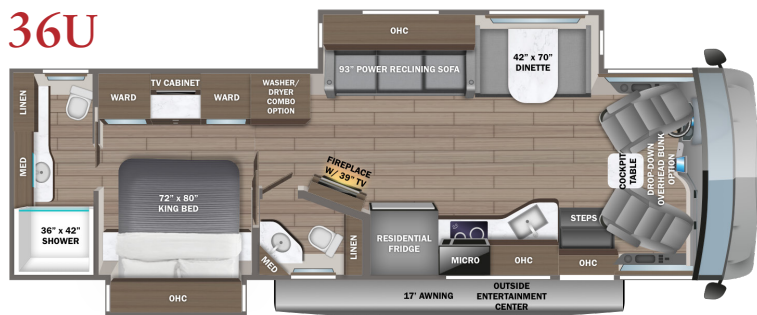 36U
OHC
93" POWER RECLINING SOFA
42" x 70"
DINETTE
LINEN
TV CABINET
WARD
WARD
WASHER/
DRYER
COMBO
OPTION
MED
FIREPLACE
W/ 39" TV
COCKPIT
TABLE
DROP-DOWN
OVERHEAD BUNK
OPTION
72" x 80"
KING BED
36" x 42"
SHOWER
MED
LINEN
RESIDENTIAL
FRIDGE
MICRO
OHC
STEPS
OHC
OHC
17' AWNING
OUTSIDE
ENTERTAINMENT
CENTER